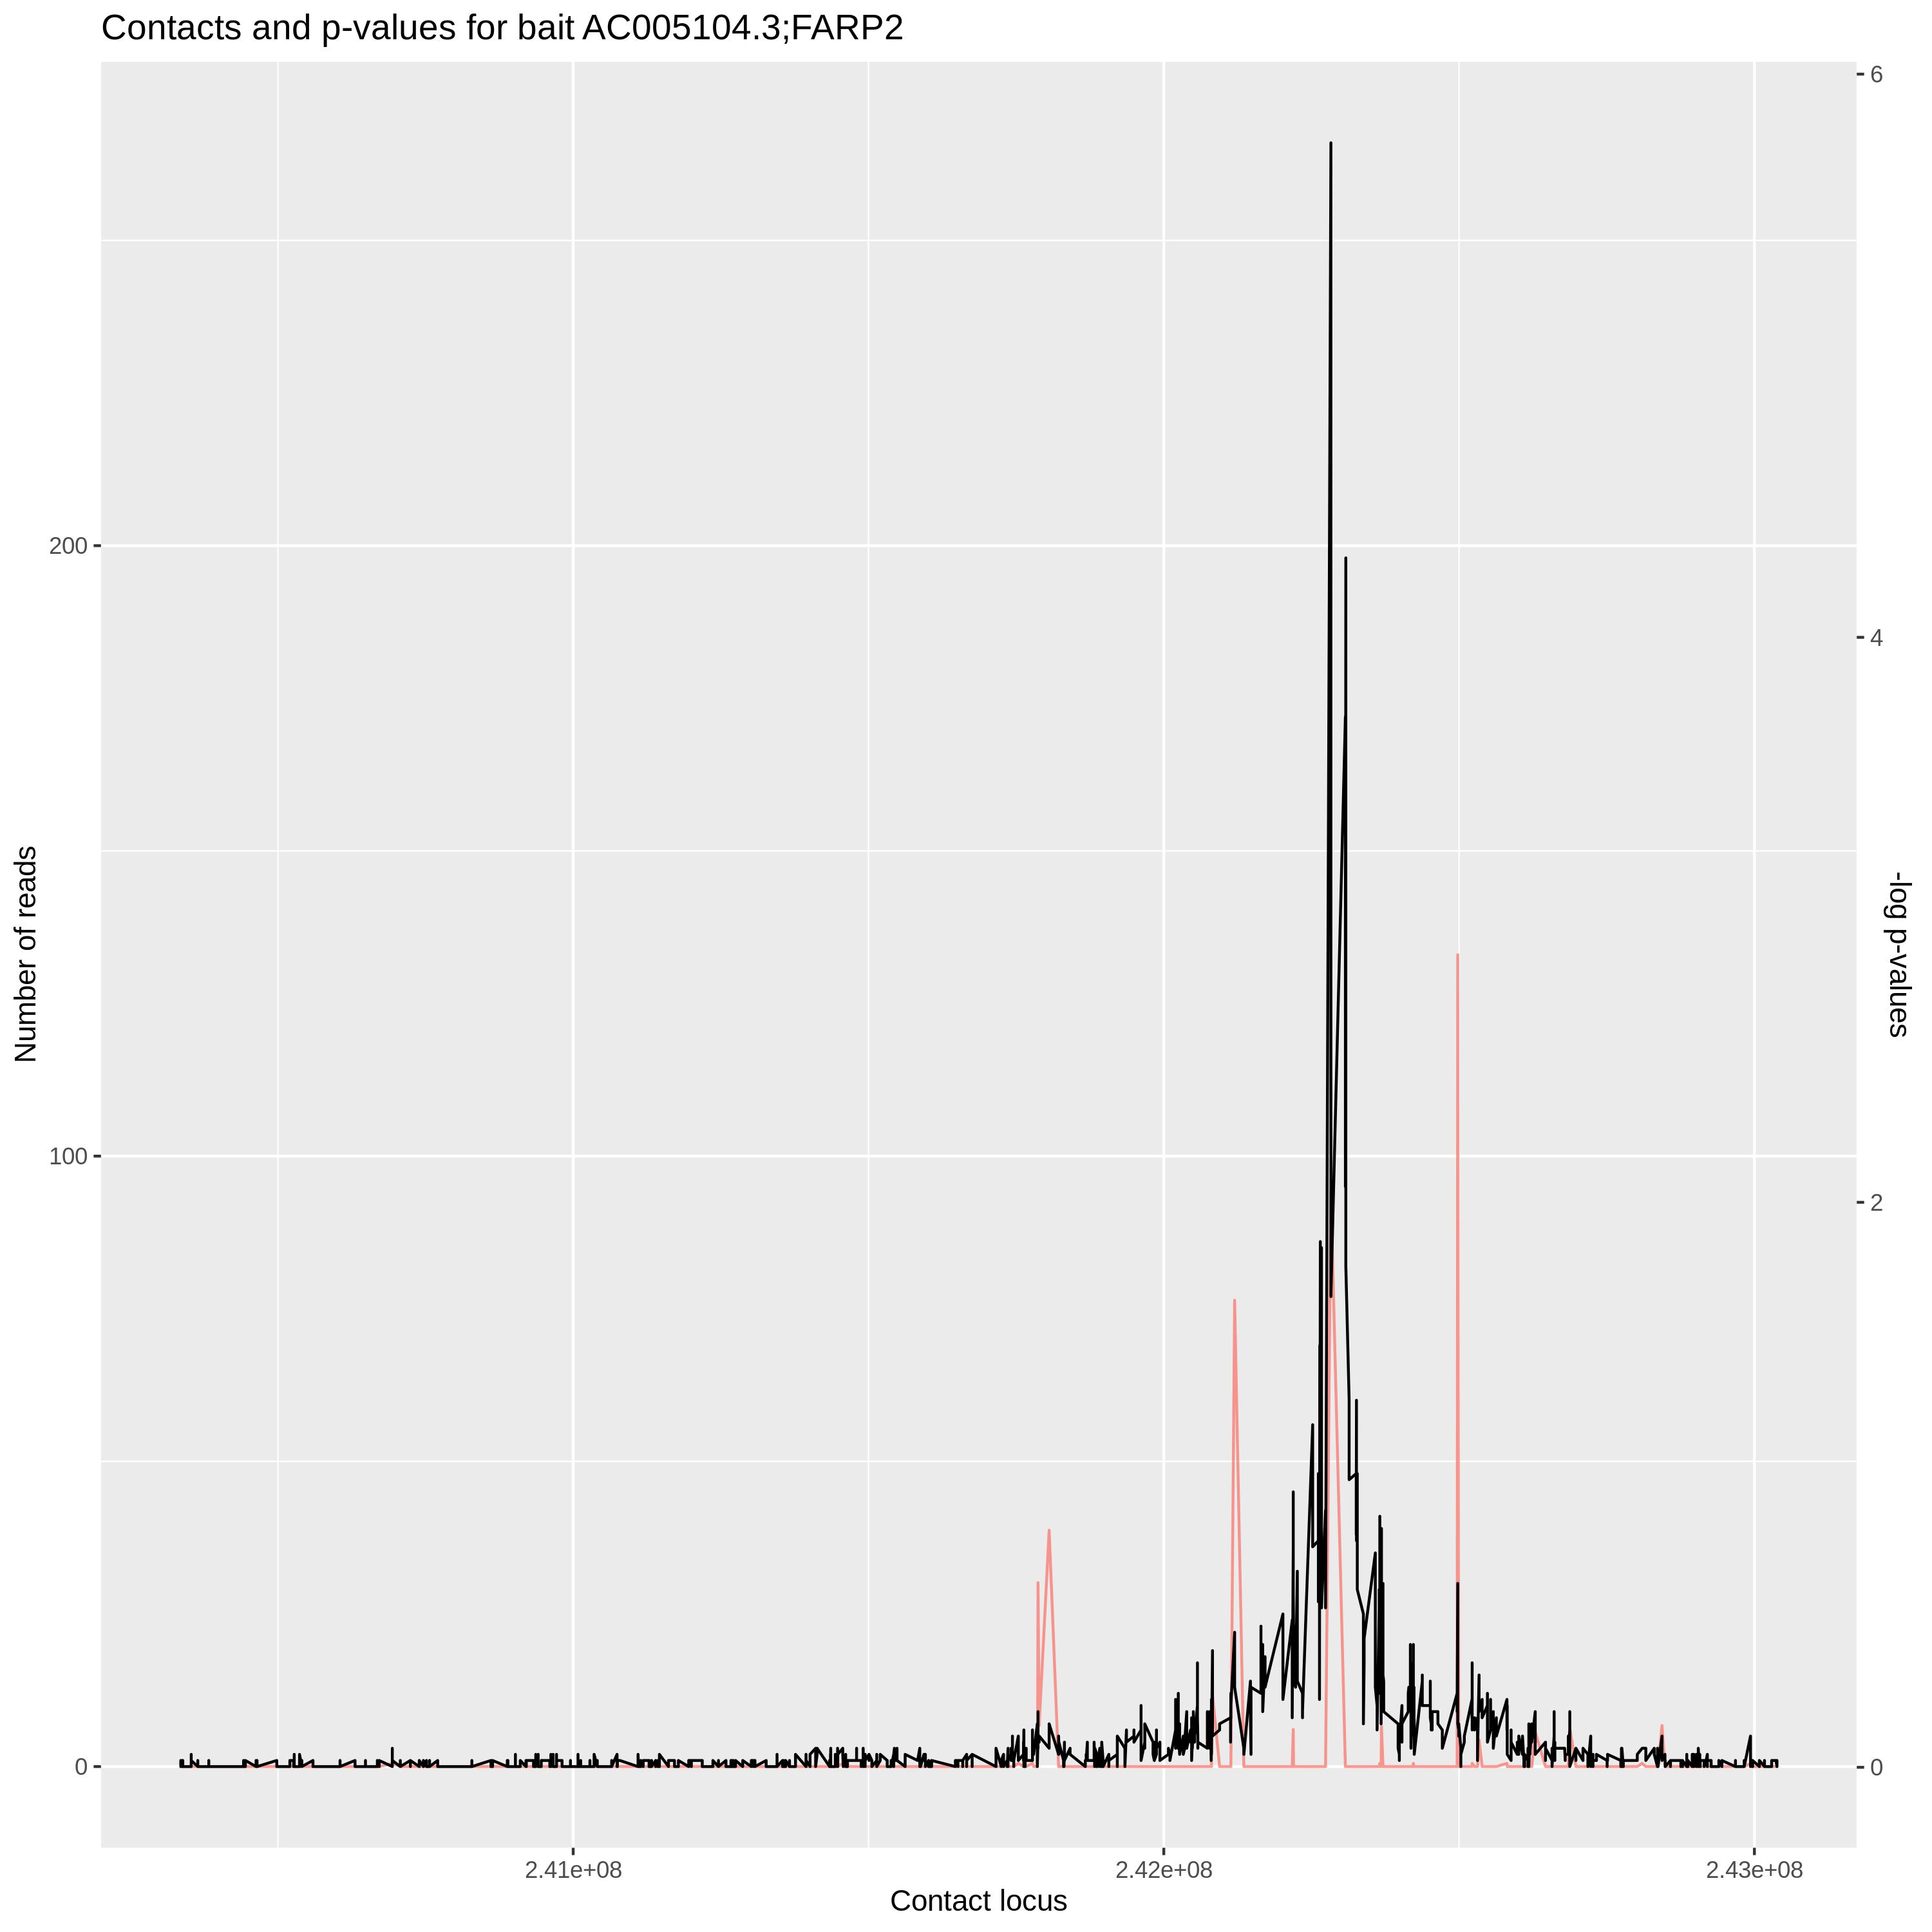 Contacts and p-values for bait AC005104.3;FARP2
6
200
4
Number of reads
-log p-values
100
2
0
0
2.41e+08
2.42e+08
2.43e+08
Contact locus